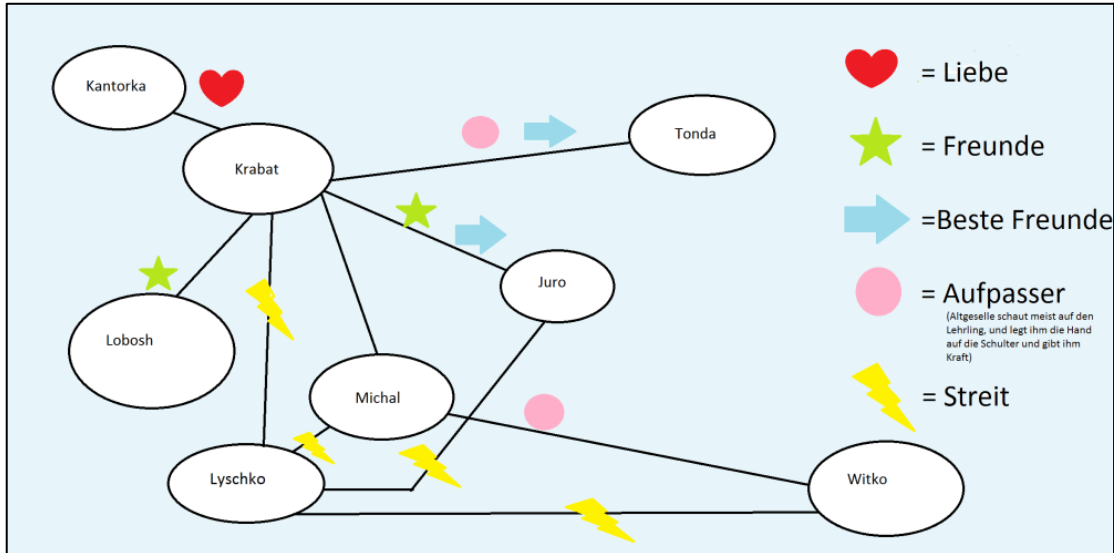 Kantorka
Krabat
Tonda
Juro
Lobosh
Michal
Lyschko
Witko
= Liebe
= Freunde
=Beste Freunde
= Aufpasser
(Altgeselle schaut meist auf den
Lehrling, und legt ihm die Hand
auf die Schulter und gibt ihm
Kraft)
= Streit